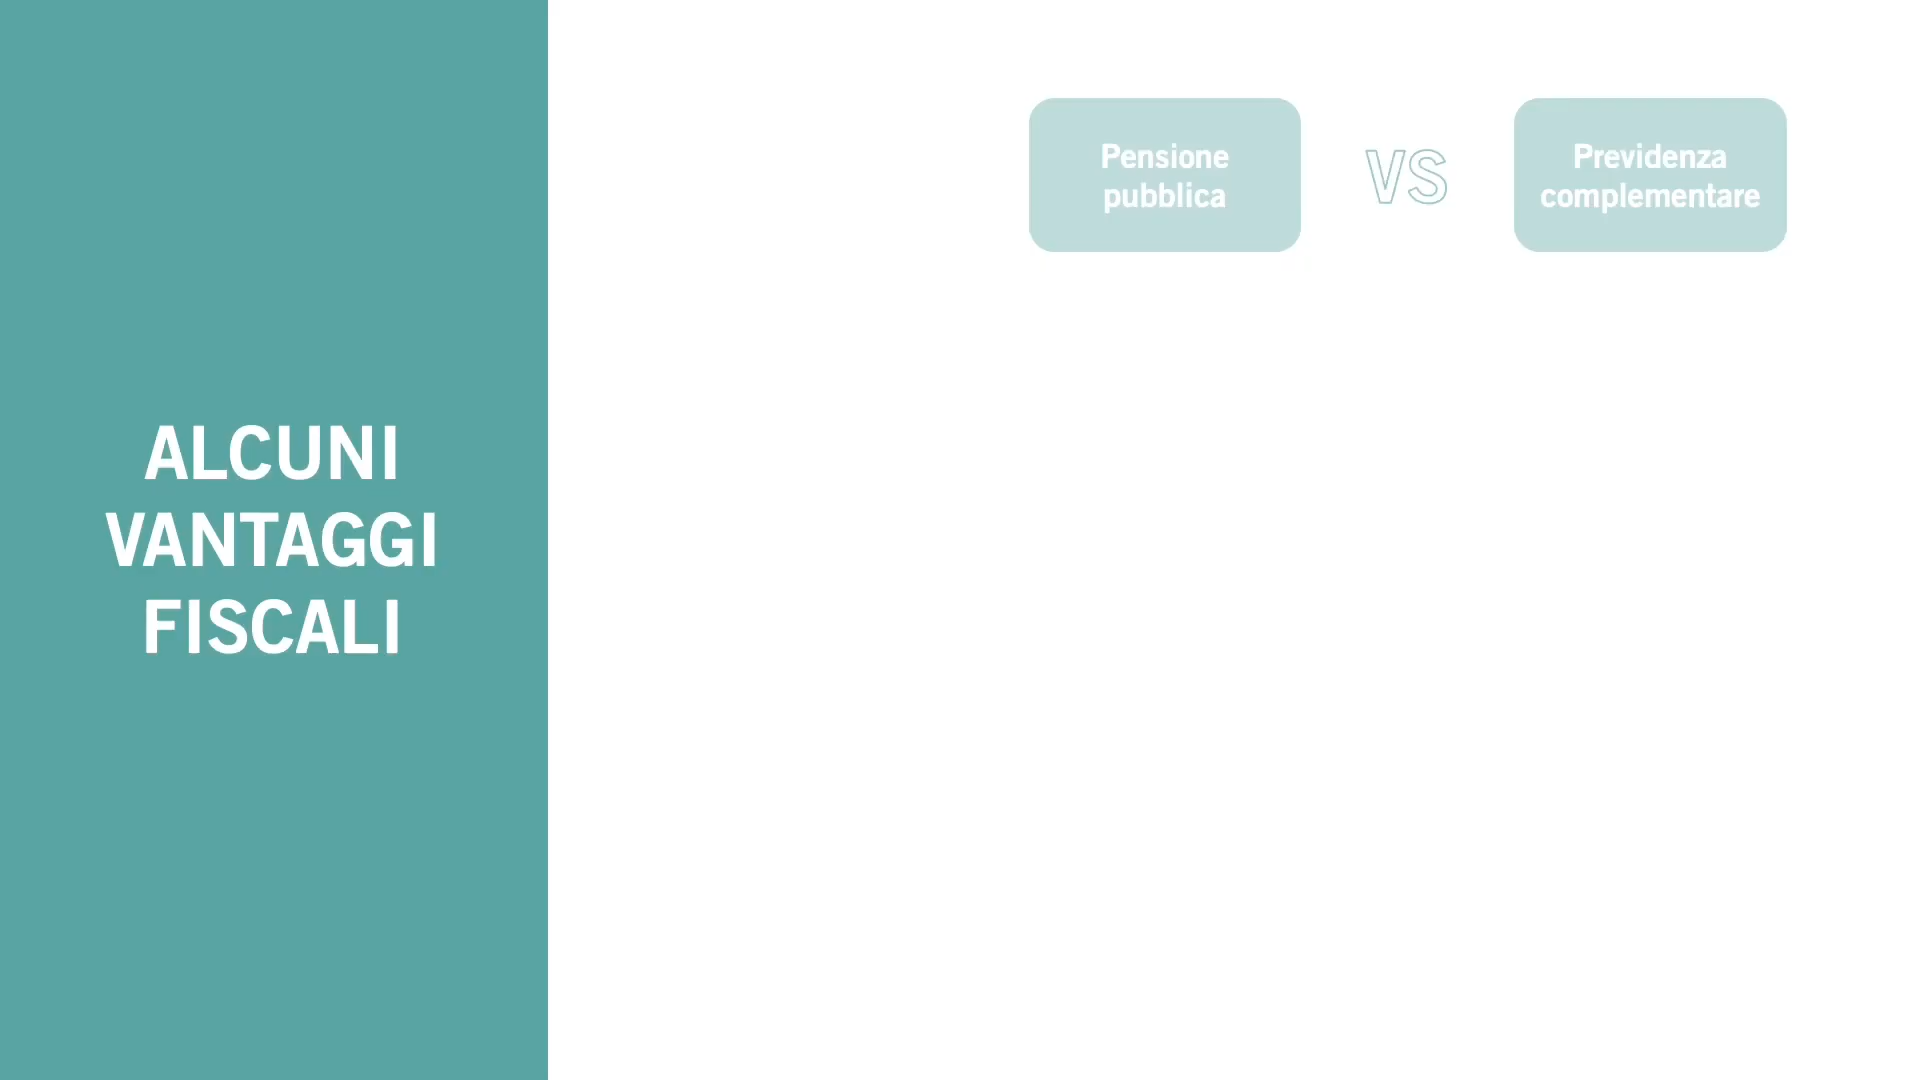 ALCUNI
VANTAGGI
FISCALI
Pensione
pubblica
VS
Previdenza
complementare